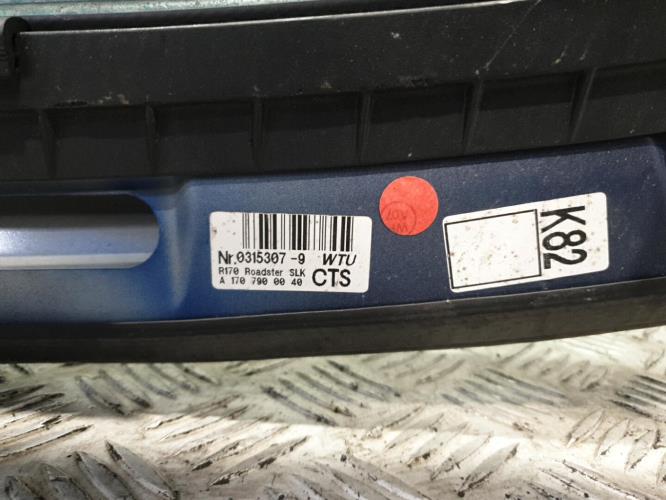 Nr.0315307-9 WTU
R170 Roadster SLK
A 170 790 00 40 CTS
K82